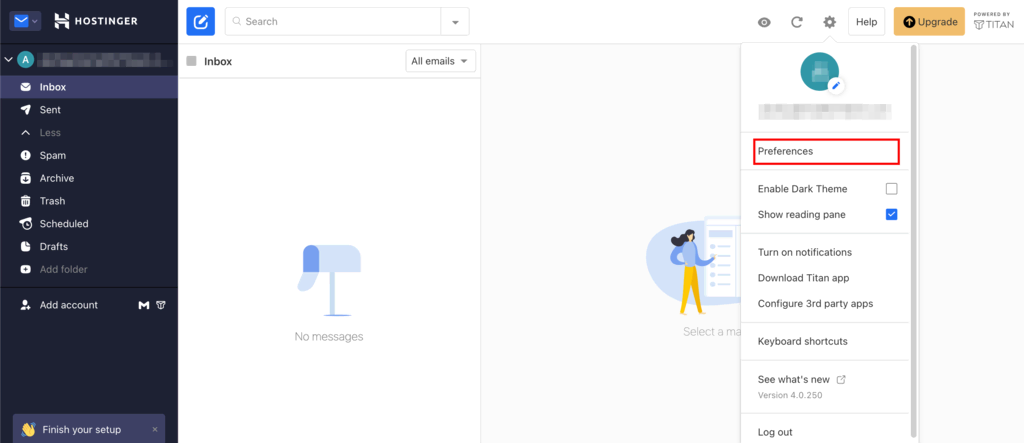 HOSTINGER
A
Inbox
Sent
Less
Spam
Archive
Trash
Scheduled
Drafts
Add folder
Add account
Finish your setup
Search
Help
Upgrade
POWERED BY
TITAN
Inbox
All emails
No messages
Select a ma
Preferences
Enable Dark Theme
Show reading pane
Turn on notifications
Download Titan app
Configure 3rd party apps
Keyboard shortcuts
See what's new
Version 4.0.250
Log out